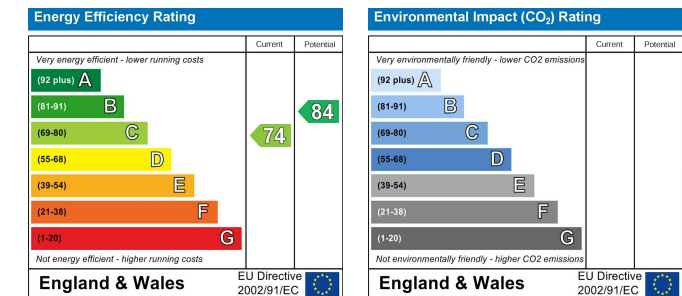 Energy Efficiency Rating
Current Potential
Very energy efficient - lower running costs
(92 plus) A
(81-91) B
84
(69-80) C
74
(55-68) D
(39-54) E
(21-38) F
(1-20) G
Not energy efficient - higher running costs
England & Wales
EU Directive
2002/91/EC
Environmental Impact (CO₂) Rating
Current Potential
Very environmentally friendly - lower CO2 emissions
(92 plus) A
(81-91) B
(69-80) C
(55-68) D
(39-54) E
(21-38) F
(1-20) G
Not environmentally friendly - higher CO2 emissions
England & Wales
EU Directive
2002/91/EC